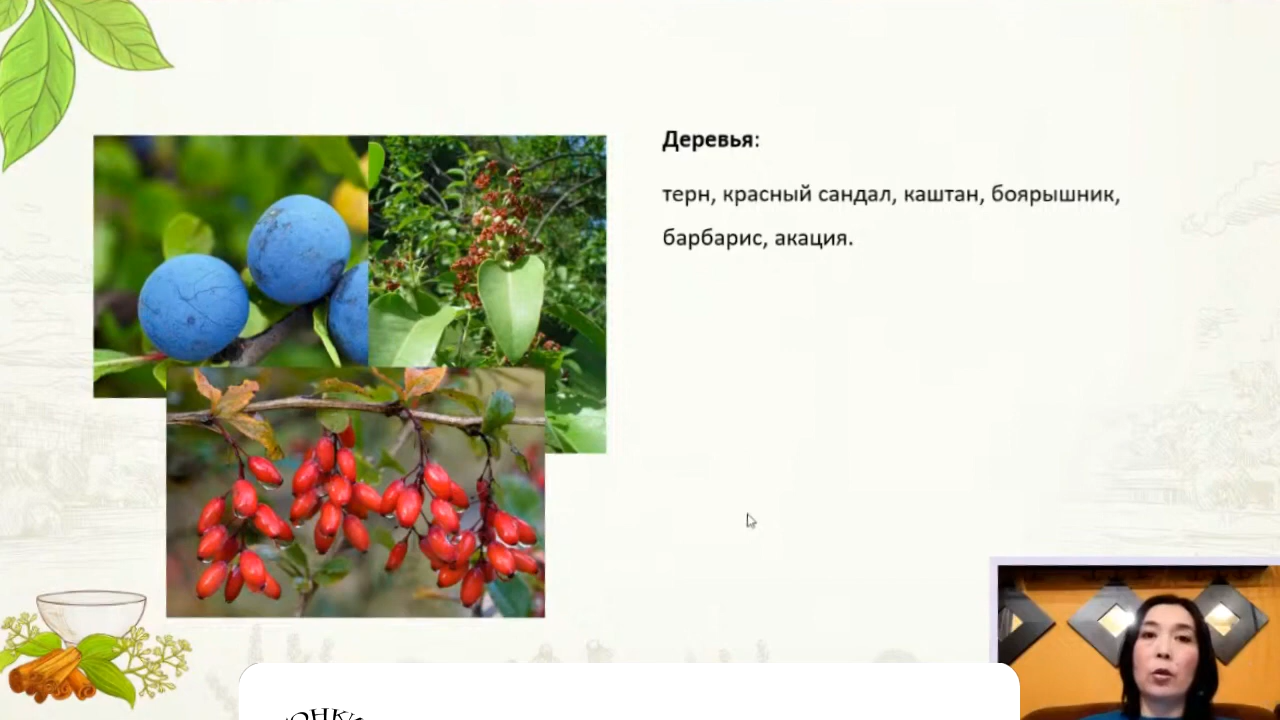 Деревья:
терн, красный сандал, каштан, боярышник,
барбарис, акация.